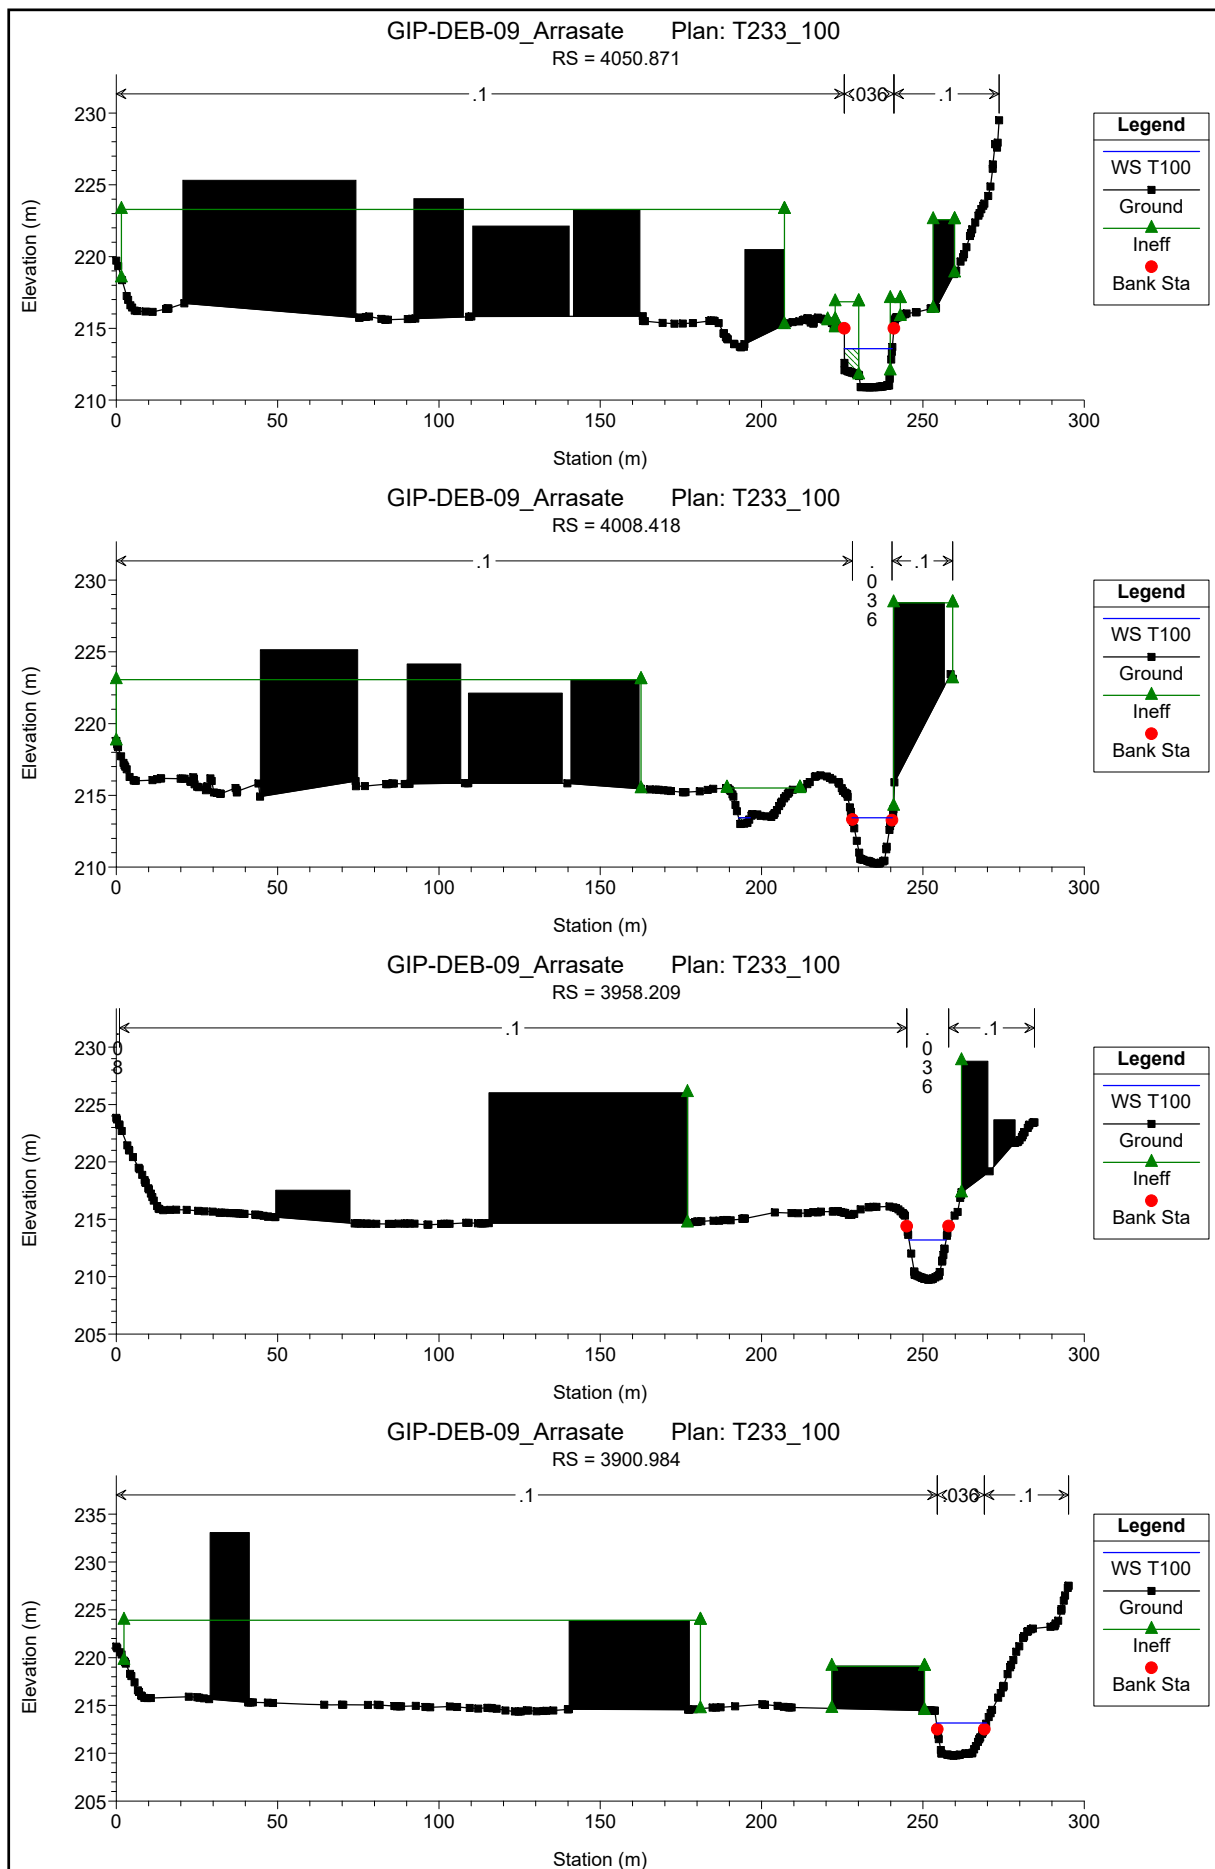 GIP-DEB-09_Arrasate Plan: T233_100
RS = 4050.871
.1 .036 .1
230
225
220
215
210
Elevation (m)
0 50 100 150 200 250 300
Station (m)
Legend
WS T100
Ground
Ineff
Bank Sta
GIP-DEB-09_Arrasate Plan: T233_100
RS = 4008.418
.1 .036 .1
230
225
220
215
210
Elevation (m)
0 50 100 150 200 250 300
Station (m)
Legend
WS T100
Ground
Ineff
Bank Sta
GIP-DEB-09_Arrasate Plan: T233_100
RS = 3958.209
.08 .1 .036 .1
230
225
220
215
210
205
Elevation (m)
0 50 100 150 200 250 300
Station (m)
Legend
WS T100
Ground
Ineff
Bank Sta
GIP-DEB-09_Arrasate Plan: T233_100
RS = 3900.984
.1 .036 .1
235
230
225
220
215
210
205
Elevation (m)
0 50 100 150 200 250 300
Station (m)
Legend
WS T100
Ground
Ineff
Bank Sta